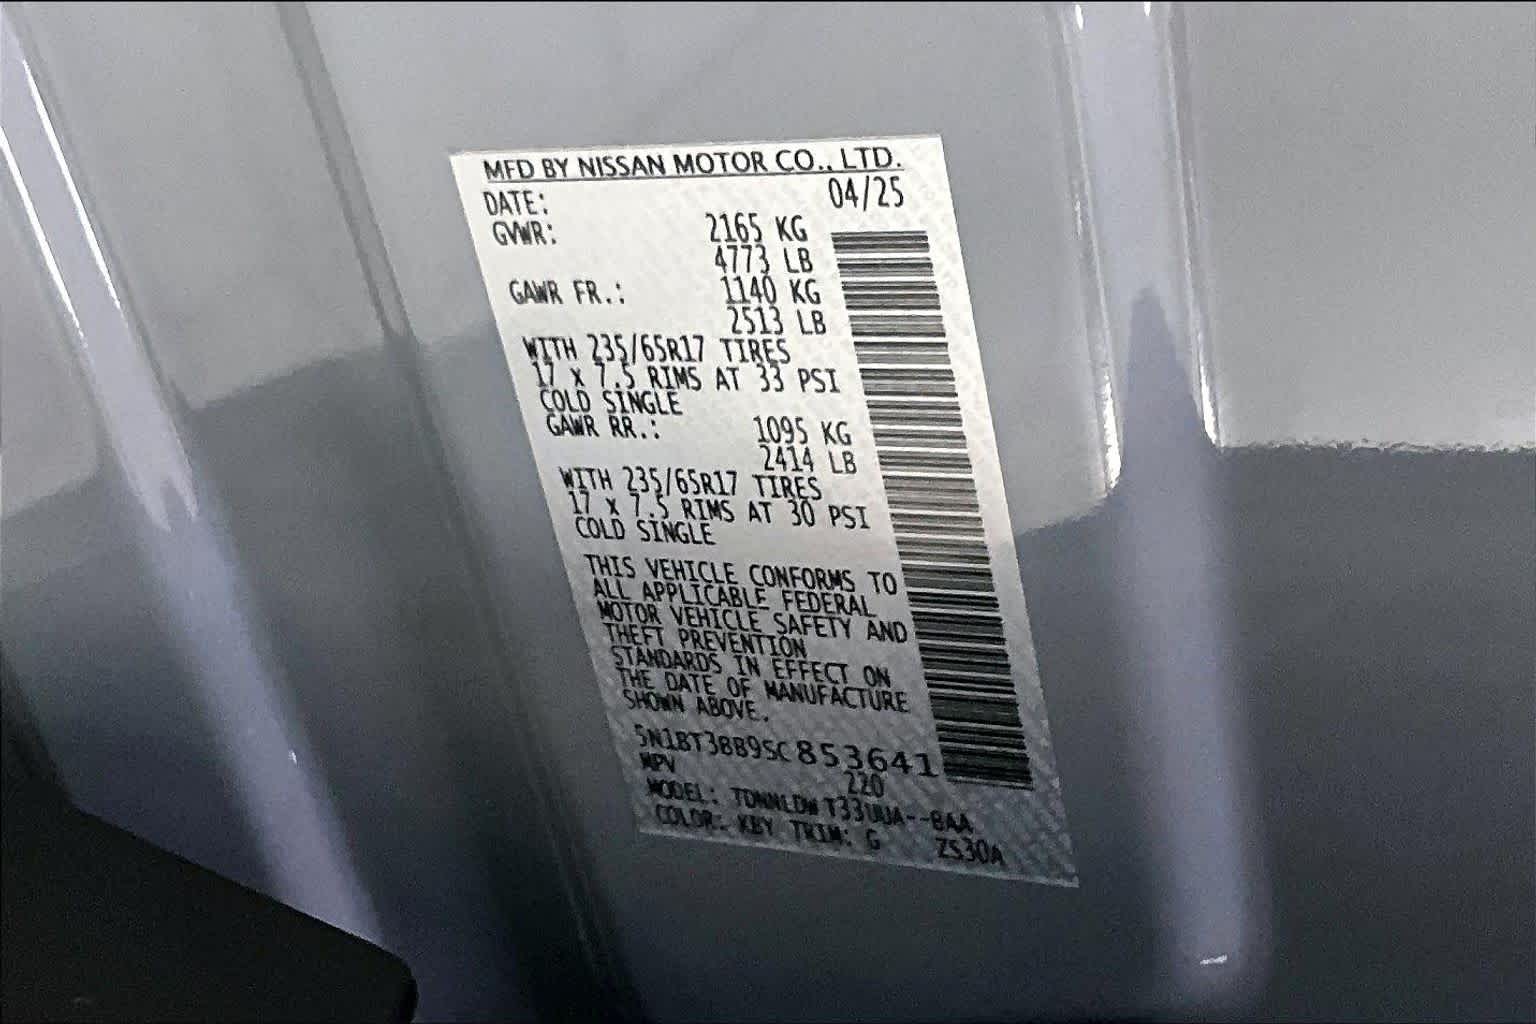 MFD BY NISSAN MOTOR CO., LTD.
DATE: 04/25
GVWR: 2165 KG
4773 LB
GAWR FR.: 1140 KG
2513 LB
WITH 235/65R17 TIRES
17 x 7.5 RIMS AT 33 PSI
COLD SINGLE
GAWR RR.: 1095 KG
2414 LB
WITH 235/65R17 TIRES
17 x 7.5 RIMS AT 30 PSI
COLD SINGLE
THIS VEHICLE CONFORMS TO
ALL APPLICABLE FEDERAL
MOTOR VEHICLE SAFETY AND
THEFT PREVENTION
STANDARDS IN EFFECT ON
THE DATE OF MANUFACTURE
SHOWN ABOVE.
5N1BT3BB9SC853641
MPV 220
MODEL: TDNNLDW T33UUA--BAA
COLOR: KBY TRIM: G ZS30A